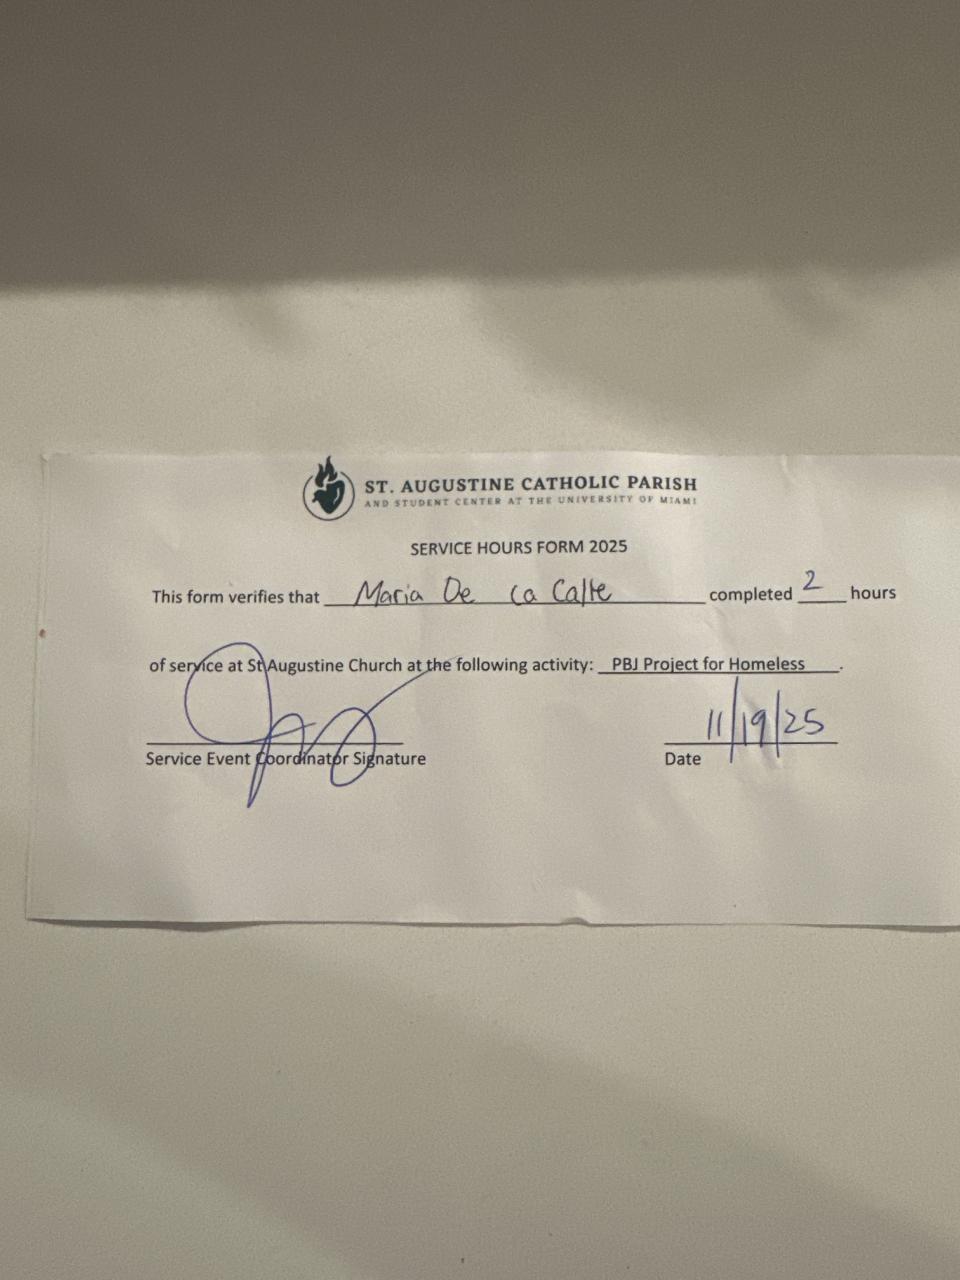 ST. AUGUSTINE CATHOLIC PARISH
AND STUDENT CENTER AT THE UNIVERSITY OF MIAMI
SERVICE HOURS FORM 2025
This form verifies that Maria De la Calle completed 2 hours
of service at St Augustine Church at the following activity: PBJ Project for Homeless.
11/19/25
Service Event Coordinator Signature Date